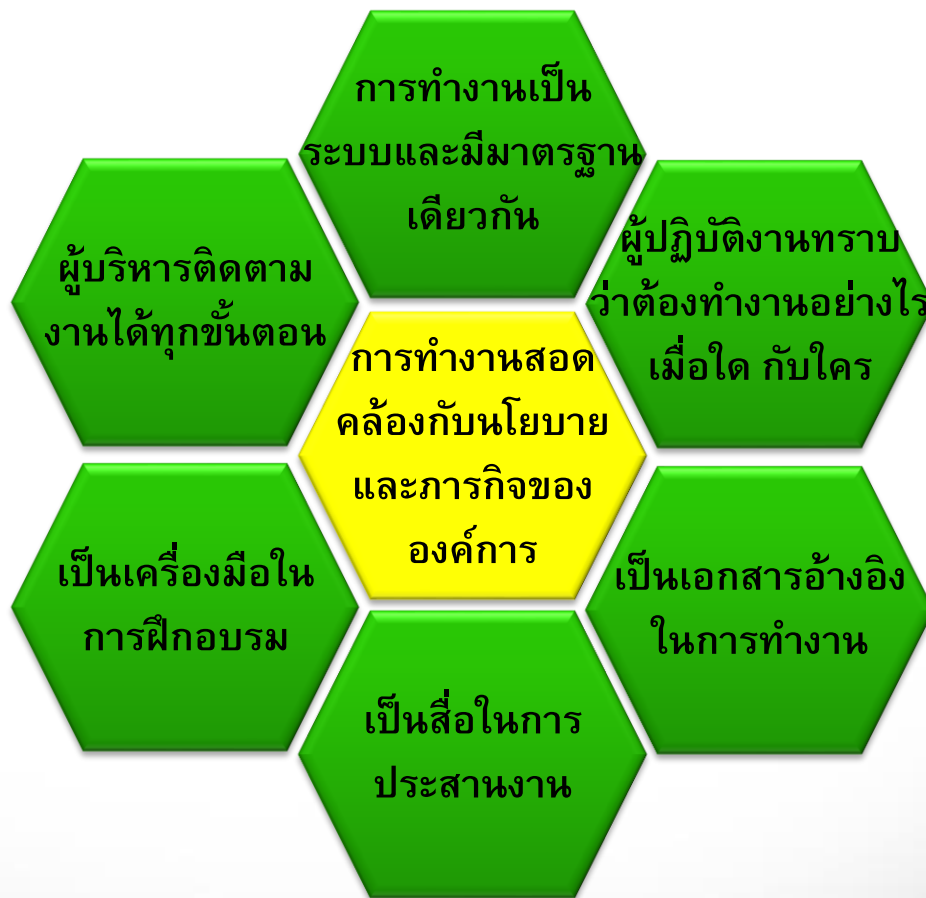 การทำงานเป็น
ระบบและมีมาตรฐาน
เดียวกัน
ผู้ปฏิบัติงานทราบ
ว่าต้องทำงานอย่างไร
เมื่อใด กับใคร
ผู้บริหารติดตาม
งานได้ทุกขั้นตอน
การทำงานสอด
คล้องกับนโยบาย
และภารกิจของ
องค์การ
เป็นเครื่องมือใน
การฝึกอบรม
เป็นเอกสารอ้างอิง
ในการทำงาน
เป็นสื่อในการ
ประสานงาน